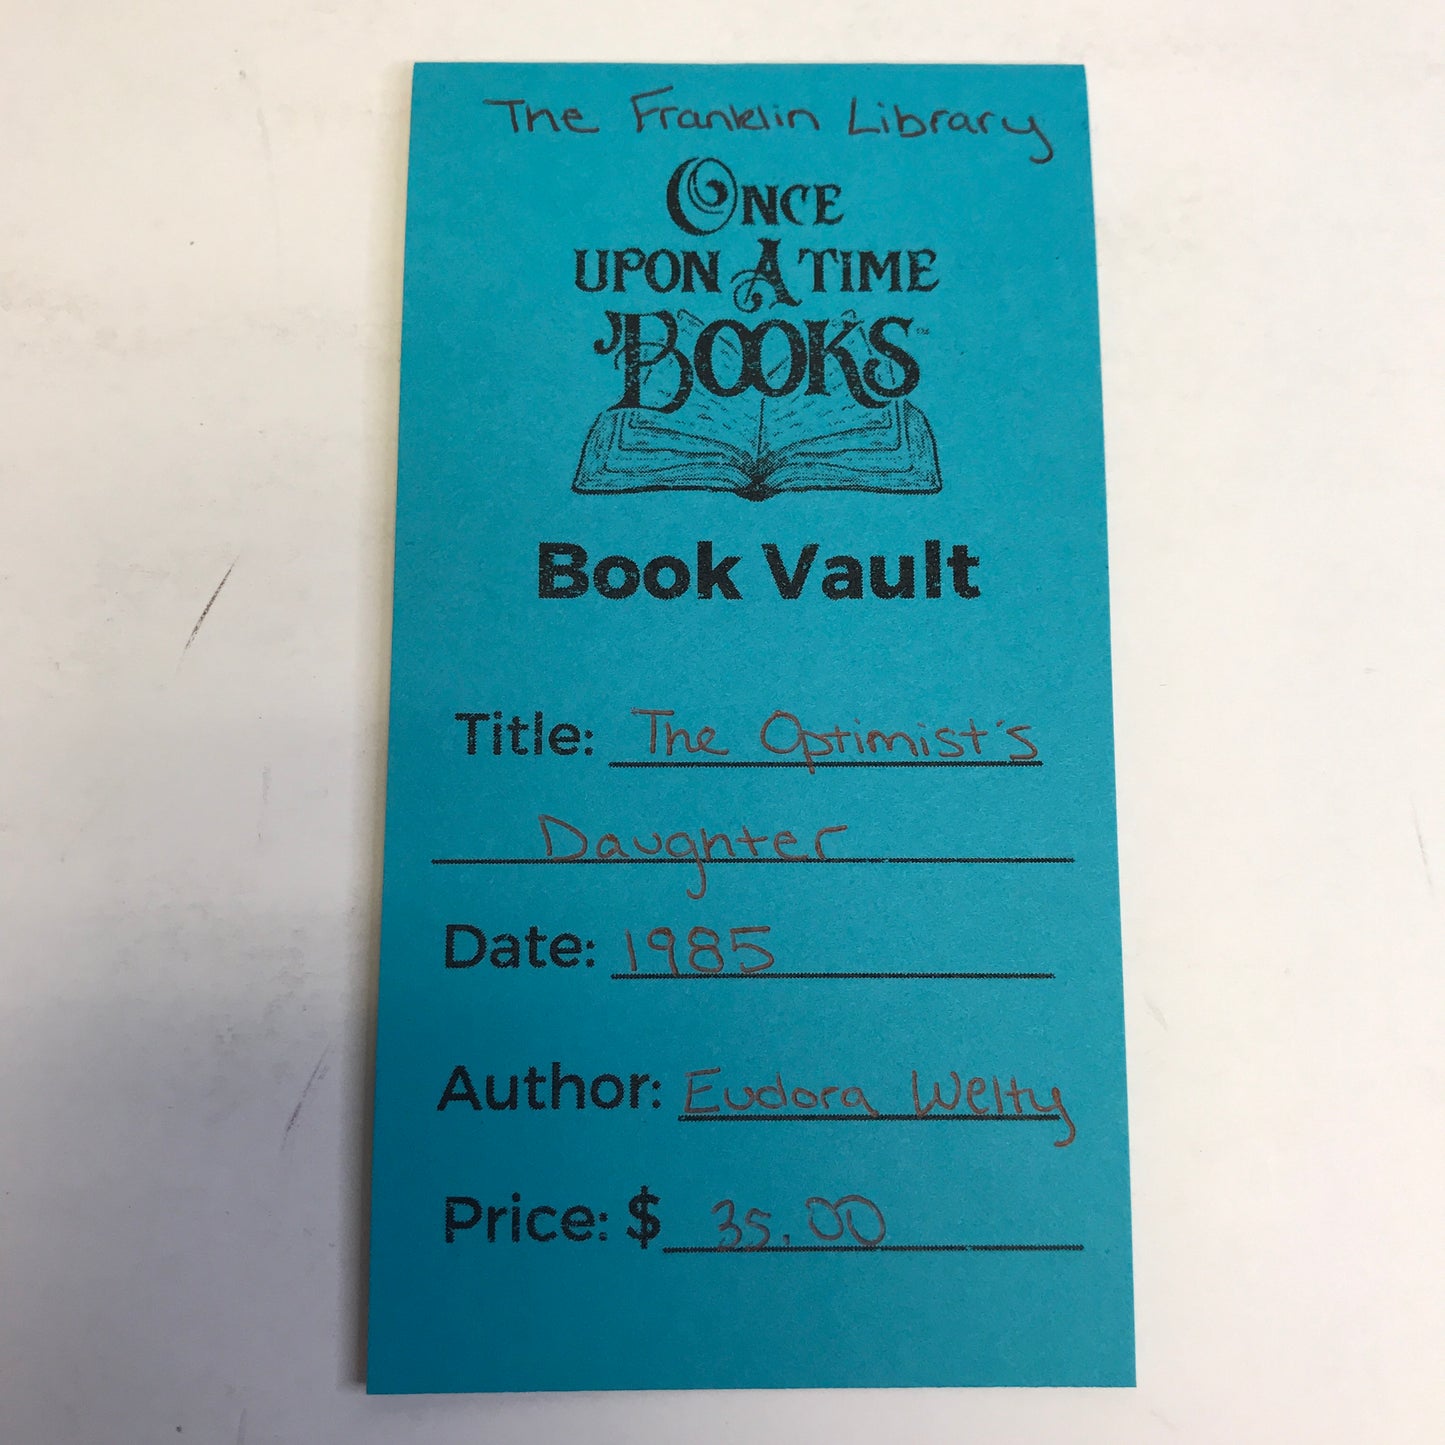 The Franklin Library
ONCE
UPON A TIME
BOOKS™
Book Vault
Title: The Optimist's
Daughter
Date: 1985
Author: Eudora Welty
Price: $ 35.00